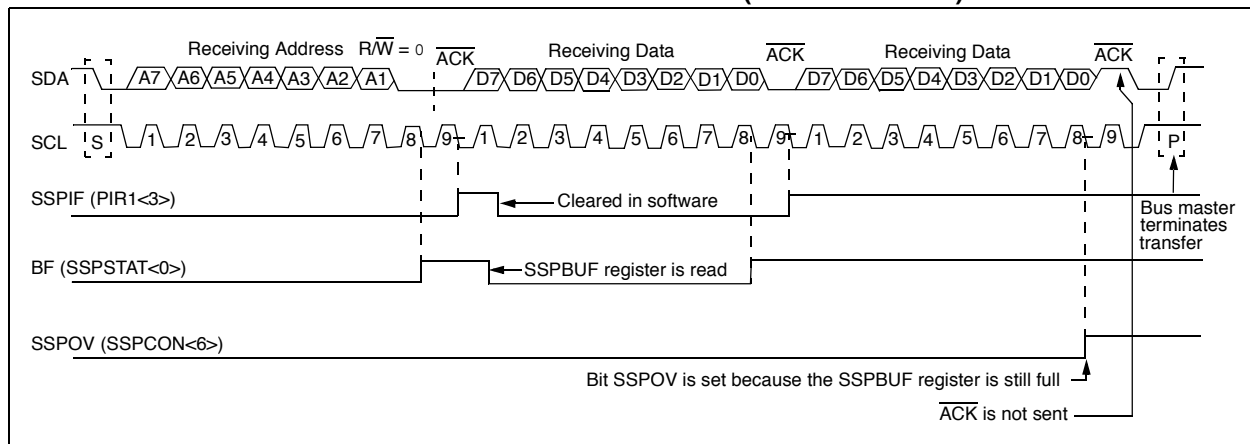 Receiving Address R/W̅ = 0 A̅C̅K̅ Receiving Data A̅C̅K̅ Receiving Data A̅C̅K̅
SDA A7 A6 A5 A4 A3 A2 A1 D7 D6 D5 D4 D3 D2 D1 D0 D7 D6 D5 D4 D3 D2 D1 D0
SCL S 1 2 3 4 5 6 7 8 9 1 2 3 4 5 6 7 8 9 1 2 3 4 5 6 7 8 9 P
SSPIF (PIR1<3>) Cleared in software
Bus master
terminates
transfer
BF (SSPSTAT<0>) SSPBUF register is read
SSPOV (SSPCON<6>)
Bit SSPOV is set because the SSPBUF register is still full
A̅C̅K̅ is not sent